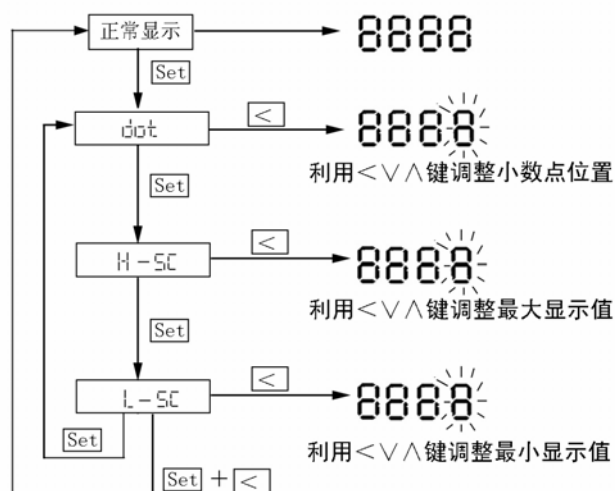 正常显示
8888
Set
dot
<
8888
利用<∨∧键调整小数点位置
Set
H-SC
<
8888
利用<∨∧键调整最大显示值
Set
L-SC
<
8888
Set
利用<∨∧键调整最小显示值
Set + <